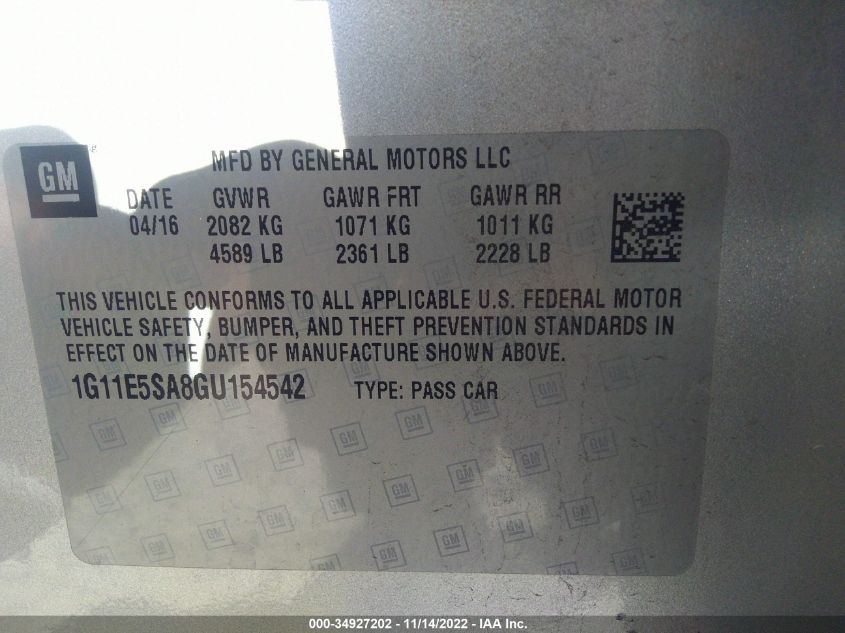 GM
MFD BY GENERAL MOTORS LLC
DATE GVWR GAWR FRT GAWR RR
04/16 2082 KG 1071 KG 1011 KG
4589 LB 2361 LB 2228 LB
THIS VEHICLE CONFORMS TO ALL APPLICABLE U.S. FEDERAL MOTOR
VEHICLE SAFETY, BUMPER, AND THEFT PREVENTION STANDARDS IN
EFFECT ON THE DATE OF MANUFACTURE SHOWN ABOVE.
1G11E5SA8GU154542 TYPE: PASS CAR
000-34927202 - 11/14/2022 - IAA Inc.